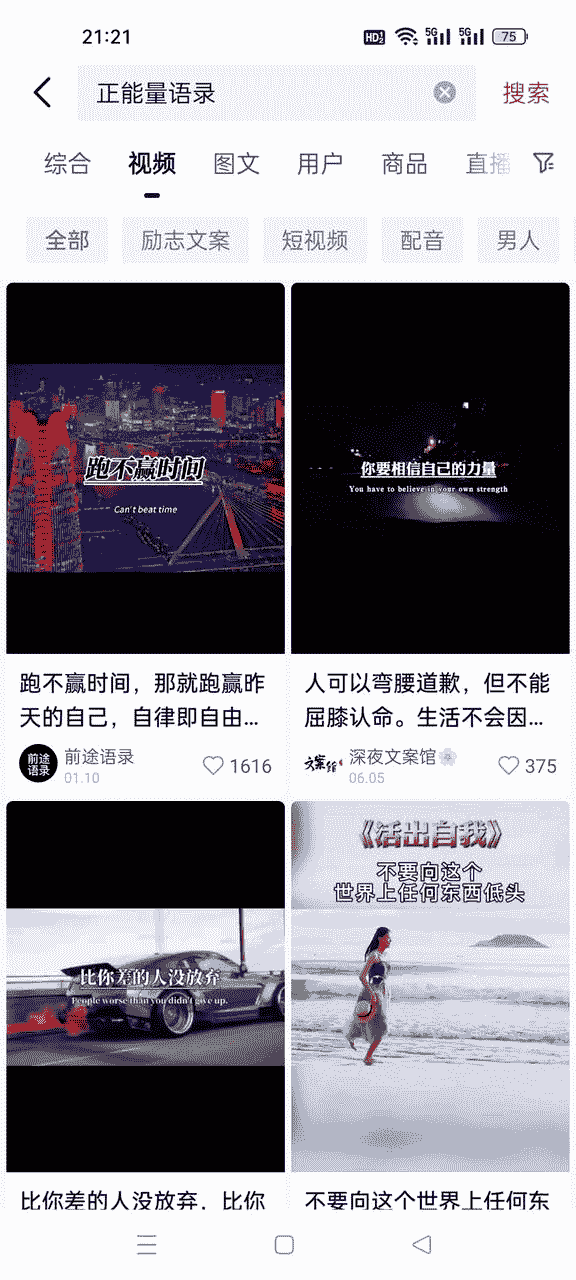 21:21
HD 5G 5G 75
正能量语录
搜索
综合 视频 图文 用户 商品 直播
全部 励志文案 短视频 配音 男人
跑不赢时间
Can't beat time
你要相信自己的力量
You have to believe in your own strength
跑不赢时间，那就跑赢昨
天的自己，自律即自由...
前途语录
前途语录
01.10
1616
人可以弯腰道歉，但不能
屈膝认命。生活不会因...
深夜文案馆🌸
06.05
375
比你差的人没放弃
People worse than you didn't give up.
《活出自我》
不要向这个
世界上任何东西低头
比你差的人没放弃，比你
不要向这个世界上任何东